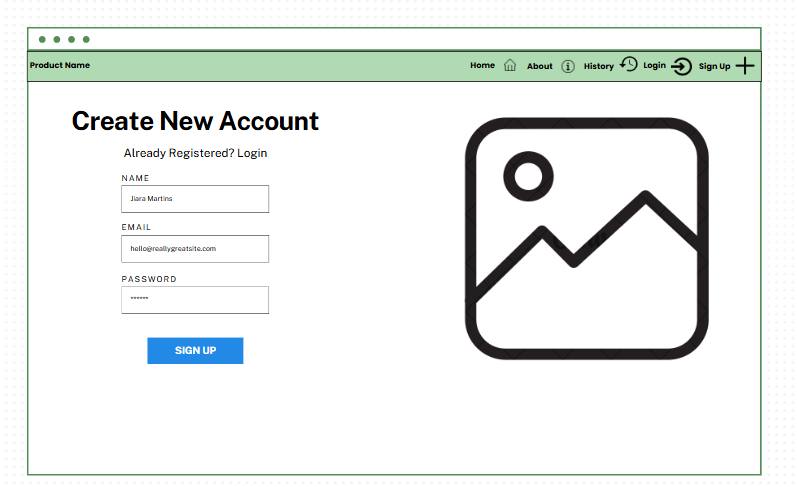 Product Name
Home About History Login Sign Up
Create New Account
Already Registered? Login
NAME
Jiara Martins
EMAIL
hello@reallygreatsite.com
PASSWORD
******
SIGN UP